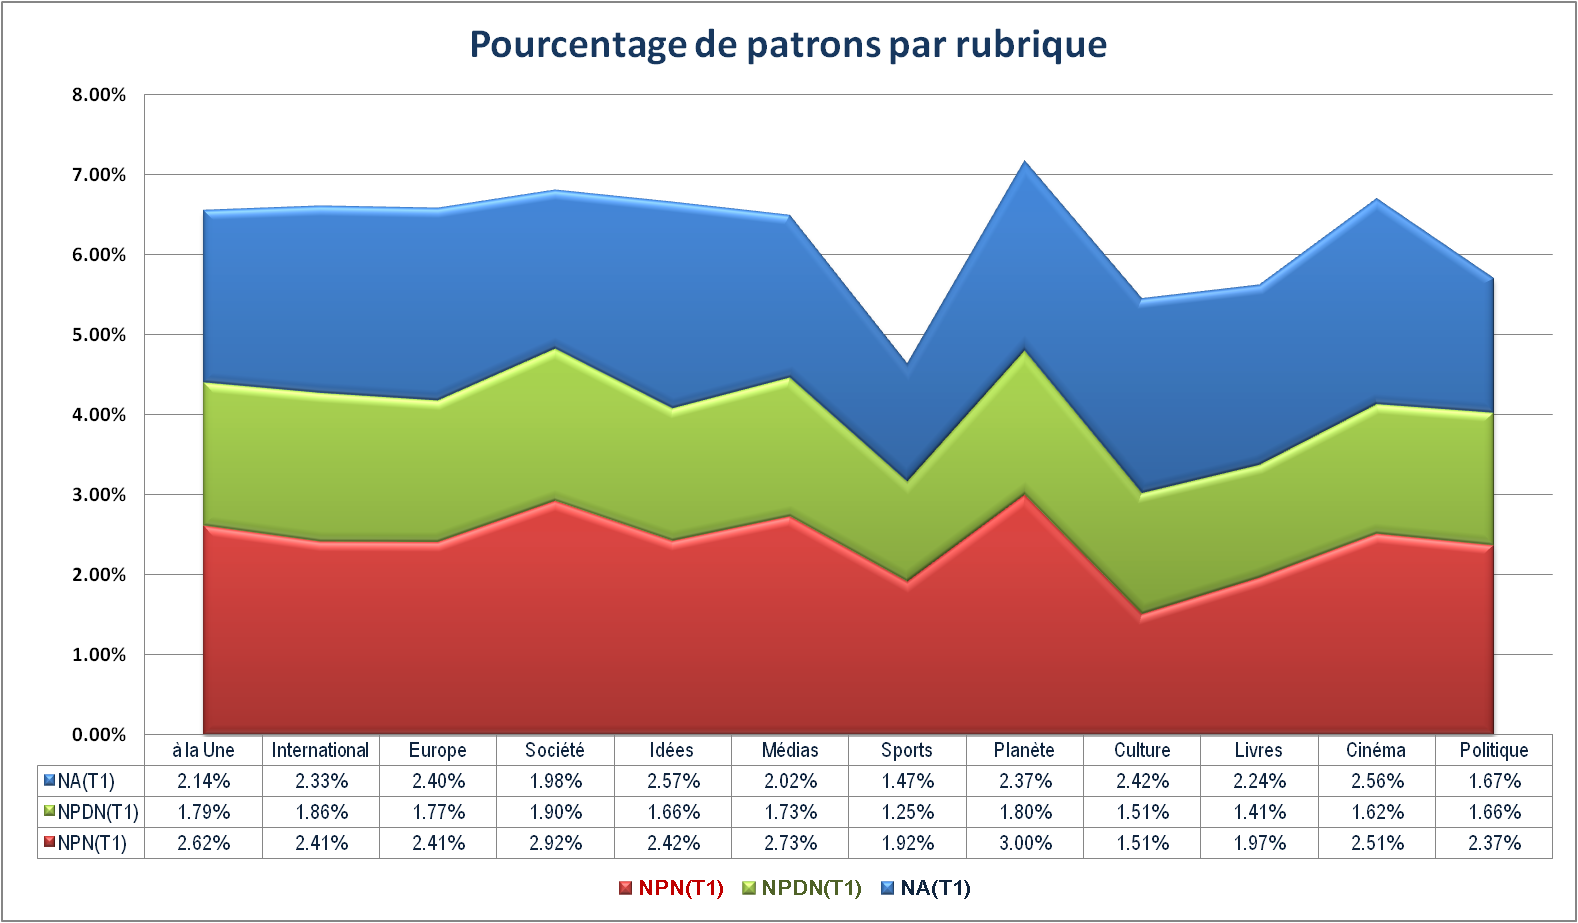 Pourcentage de patrons par rubrique
8.00%
7.00%
6.00%
5.00%
4.00%
3.00%
2.00%
1.00%
0.00%
à la Une International Europe Société Idées Médias Sports Planète Culture Livres Cinéma Politique
NA(T1) 2.14% 2.33% 2.40% 1.98% 2.57% 2.02% 1.47% 2.37% 2.42% 2.24% 2.56% 1.67%
NPDN(T1) 1.79% 1.86% 1.77% 1.90% 1.66% 1.73% 1.25% 1.80% 1.51% 1.41% 1.62% 1.66%
NPN(T1) 2.62% 2.41% 2.41% 2.92% 2.42% 2.73% 1.92% 3.00% 1.51% 1.97% 2.51% 2.37%
NPN(T1) NPDN(T1) NA(T1)